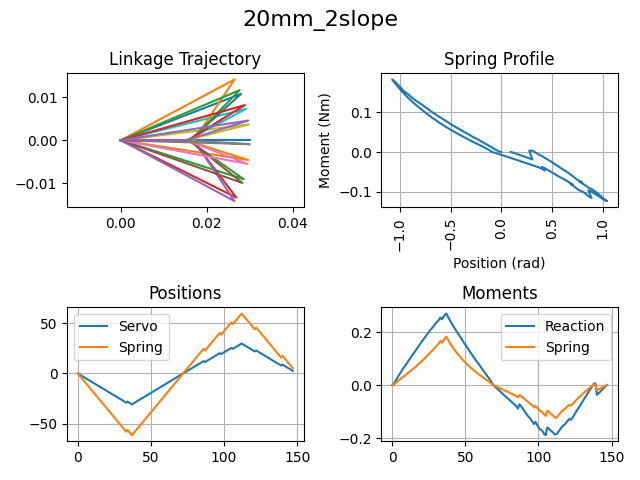 20mm_2slope
Linkage Trajectory
0.01
0.00
−0.01
0.00
0.02
0.04
Spring Profile
Moment (Nm)
0.1
0.0
−0.1
−1.0
−0.5
0.0
0.5
1.0
Position (rad)
Positions
Servo
Spring
50
0
−50
0
50
100
150
Moments
Reaction
Spring
0.2
0.0
−0.2
0
50
100
150